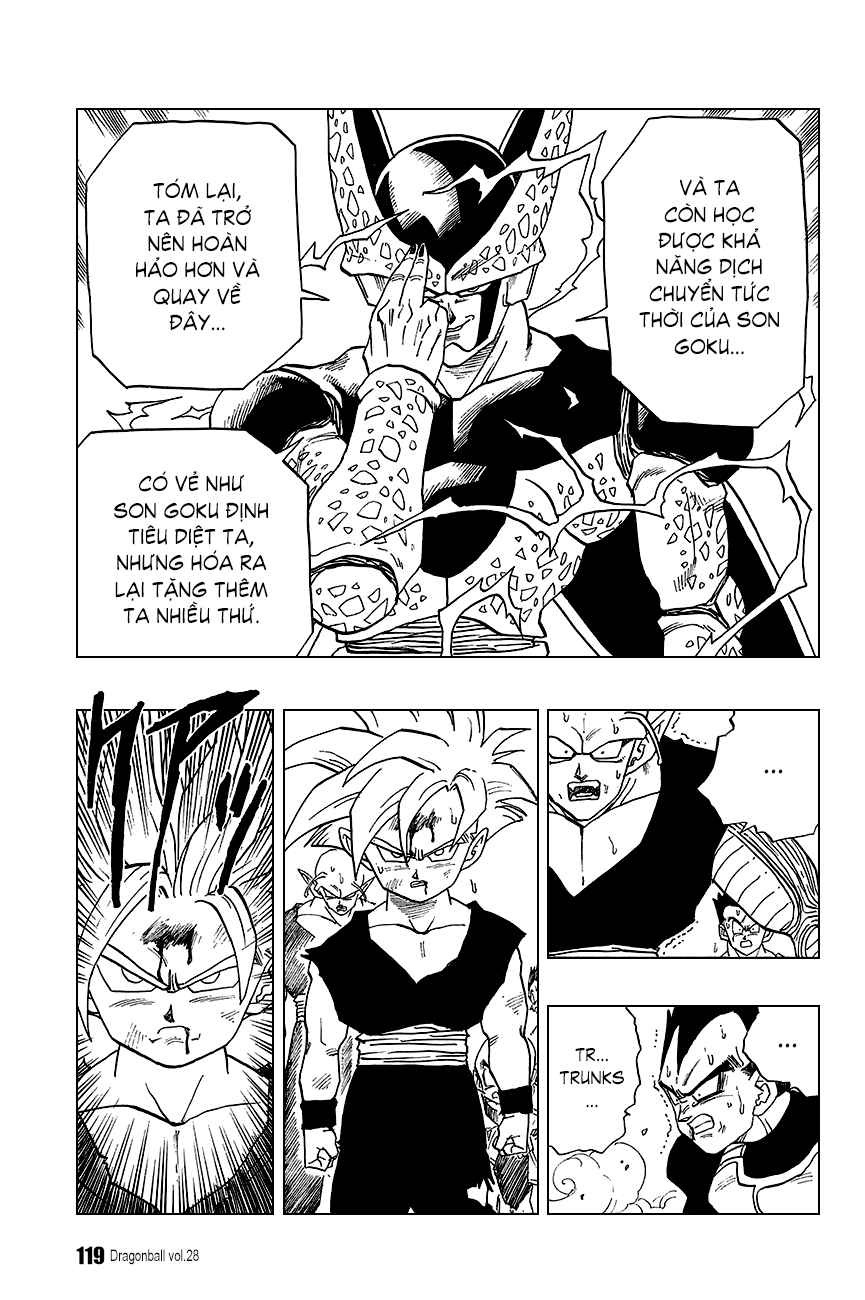 VÀ TA
CÒN HỌC
ĐƯỢC KHẢ
NĂNG DỊCH
CHUYỂN TỨC
THỜI CỦA SON
GOKU...
TÓM LẠI,
TA ĐÃ TRỞ
NÊN HOÀN
HẢO HƠN VÀ
QUAY VỀ
ĐÂY...
CÓ VẺ NHƯ
SON GOKU ĐỊNH
TIÊU DIỆT TA,
NHƯNG HÓA RA
LẠI TẶNG THÊM
TA NHIỀU THỨ.
...
...
TR...
TRUNKS
...
119 Dragonball vol.28